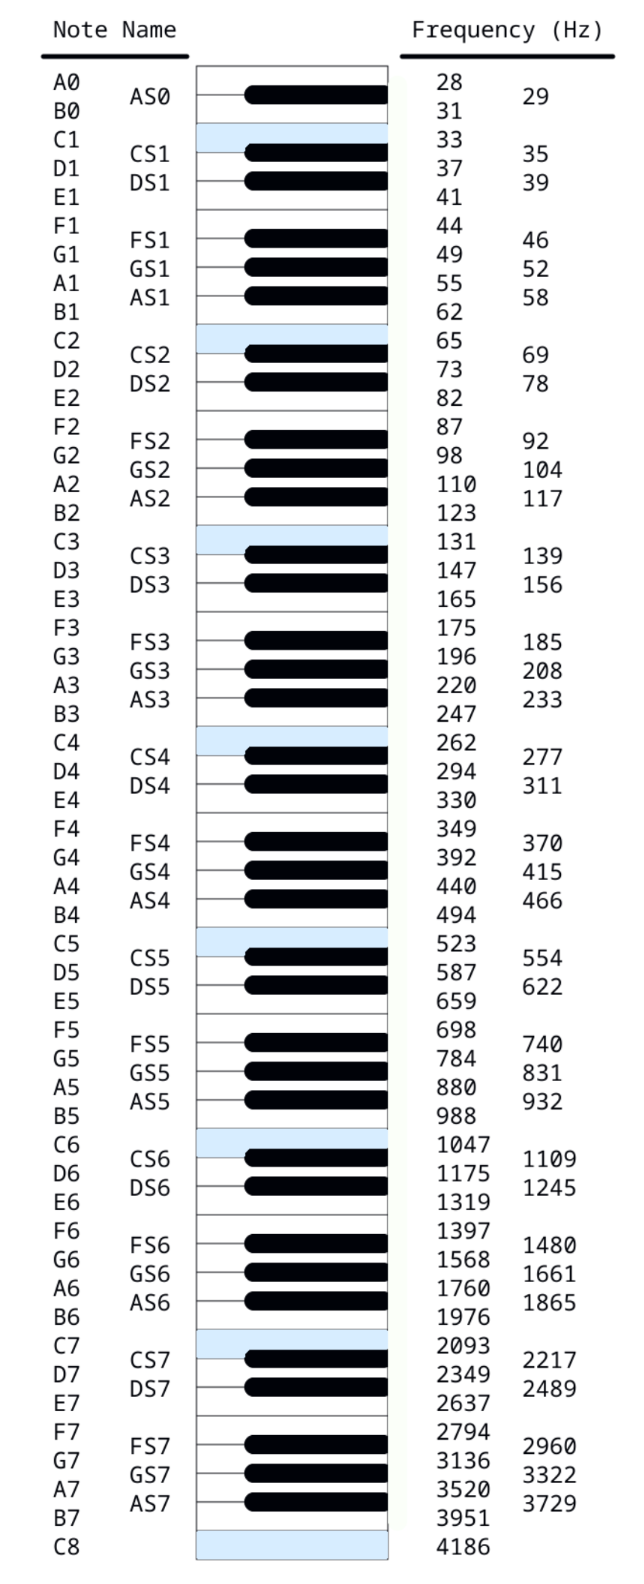 Note Name Frequency (Hz)
A0 28
AS0 29
B0 31
C1 33
CS1 35
D1 37
DS1 39
E1 41
F1 44
FS1 46
G1 49
GS1 52
A1 55
AS1 58
B1 62
C2 65
CS2 69
D2 73
DS2 78
E2 82
F2 87
FS2 92
G2 98
GS2 104
A2 110
AS2 117
B2 123
C3 131
CS3 139
D3 147
DS3 156
E3 165
F3 175
FS3 185
G3 196
GS3 208
A3 220
AS3 233
B3 247
C4 262
CS4 277
D4 294
DS4 311
E4 330
F4 349
FS4 370
G4 392
GS4 415
A4 440
AS4 466
B4 494
C5 523
CS5 554
D5 587
DS5 622
E5 659
F5 698
FS5 740
G5 784
GS5 831
A5 880
AS5 932
B5 988
C6 1047
CS6 1109
D6 1175
DS6 1245
E6 1319
F6 1397
FS6 1480
G6 1568
GS6 1661
A6 1760
AS6 1865
B6 1976
C7 2093
CS7 2217
D7 2349
DS7 2489
E7 2637
F7 2794
FS7 2960
G7 3136
GS7 3322
A7 3520
AS7 3729
B7 3951
C8 4186